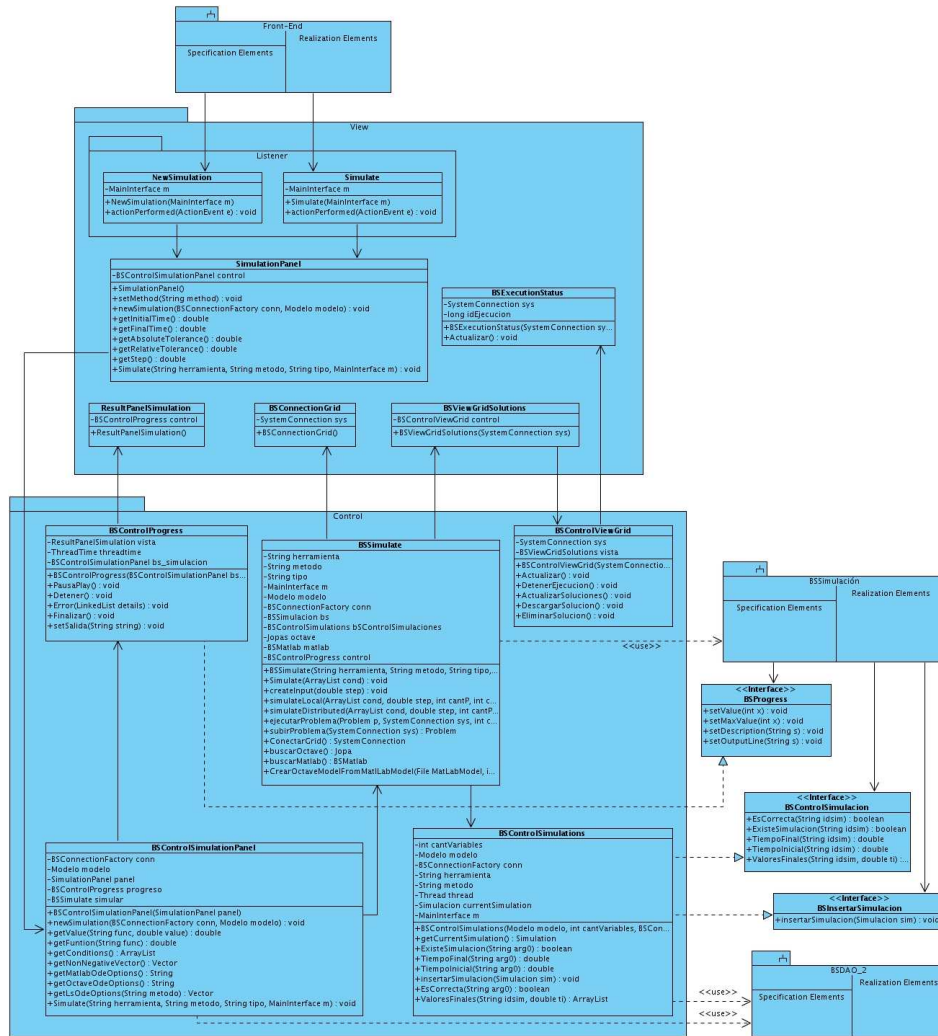 Front-End
Specification Elements
Realization Elements
View
Listener
NewSimulation
-MainInterface m
+NewSimulation(MainInterface m)
+actionPerformed(ActionEvent e) : void
Simulate
-MainInterface m
+Simulate(MainInterface m)
+actionPerformed(ActionEvent e) : void
SimulationPanel
-BSControlSimulationPanel control
+SimulationPanel()
+setMethod(String method) : void
+newSimulation(BSConnectionFactory conn, Modelo modelo) : void
+getInitialTime() : double
+getFinalTime() : double
+getAbsoluteTolerance() : double
+getRelativeTolerance() : double
+getStep() : double
+Simulate(String herramienta, String metodo, String tipo, MainInterface m) : void
BSExecutionStatus
-SystemConnection sys
-long idEjecucion
+BSExecutionStatus(SystemConnection sy...
+Actualizar() : void
ResultPanelSimulation
-BSControlProgress control
+ResultPanelSimulation()
BSConnectionGrid
-SystemConnection sys
+BSConnectionGrid()
BSViewGridSolutions
-BSControlViewGrid control
+BSViewGridSolutions(SystemConnection sys)
Control
BSControlProgress
-ResultPanelSimulation vista
-ThreadTime threadtime
-BSControlSimulationPanel bs_simulacion
+BSControlProgress(BSControlSimulationPanel bs...
+PausaPlay() : void
+Detener() : void
+Error(LinkedList details) : void
+Finalizar() : void
+setSalida(String string) : void
BSSimulate
-String herramienta
-String metodo
-String tipo
-MainInterface m
-Modelo modelo
-BSConnectionFactory conn
-BSSimulacion bs
-BSControlSimulations bSControlSimulaciones
-Jopas octave
-BSMatlab matlab
-BSControlProgress control
+BSSimulate(String herramienta, String metodo, String tipo,...
+Simulate(ArrayList cond) : void
+createInput(double step) : void
+simulateLocal(ArrayList cond, double step, int cantP, int c...
+simulateDistributed(ArrayList cond, double step, int cantP...
+ejecutarProblema(Problem p, SystemConnection sys, int c...
+subirProblema(SystemConnection sys) : Problem
+ConectarGrid() : SystemConnection
+buscarOctave() : Jopa
+buscarMatlab() : BSMatlab
+CrearOctaveModelFromMatlLabModel(File MatLabModel, i...
BSControlViewGrid
-SystemConnection sys
-BSViewGridSolutions vista
+BSControlViewGrid(SystemConnectio...
+Actualizar() : void
+DetenerEjecucion() : void
+ActualizarSoluciones() : void
+DescargarSolucion() : void
+EliminarSolucion() : void
<<use>>
BSSimulación
Specification Elements
Realization Elements
<<Interface>>
BSProgress
+setValue(int x) : void
+setMaxValue(int x) : void
+setDescription(String s) : void
+setOutputLine(String s) : void
<<Interface>>
BSControlSimulacion
+EsCorrecta(String idsim) : boolean
+ExisteSimulacion(String idsim) : boolean
+TiempoFinal(String idsim) : double
+TiempoInicial(String idsim) : double
+ValoresFinales(String idsim, double ti) :...
<<Interface>>
BSInsertarSimulacion
+insertarSimulacion(Simulacion sim) : void
BSControlSimulationPanel
-BSConnectionFactory conn
-Modelo modelo
-SimulationPanel panel
-BSControlProgress progreso
-BSSimulate simular
+BSControlSimulationPanel(SimulationPanel panel)
+newSimulation(BSConnectionFactory conn, Modelo modelo) : void
+getValue(String func, double value) : double
+getFuntion(String func) : double
+getConditions() : ArrayList
+getNonNegativeVector() : Vector
+getMatlabOdeOptions() : String
+getOctaveOdeOptions() : String
+getLsOdeOptions(String metodo) : Vector
+Simulate(String herramienta, String metodo, String tipo, MainInterface m) : void
BSControlSimulations
-int cantVariables
-Modelo modelo
-BSConnectionFactory conn
-String herramienta
-String metodo
-Thread thread
-Simulacion currentSimulation
-MainInterface m
+BSControlSimulations(Modelo modelo, int cantVariables, BSCon...
+getCurrentSimulation() : Simulation
+ExisteSimulacion(String arg0) : boolean
+TiempoFinal(String arg0) : double
+TiempoInicial(String arg0) : double
+insertarSimulacion(Simulacion sim) : void
+EsCorrecta(String arg0) : boolean
+ValoresFinales(String idsim, double ti) : ArrayList
<<use>>
<<use>>
BSDAO_2
Specification Elements
Realization Elements